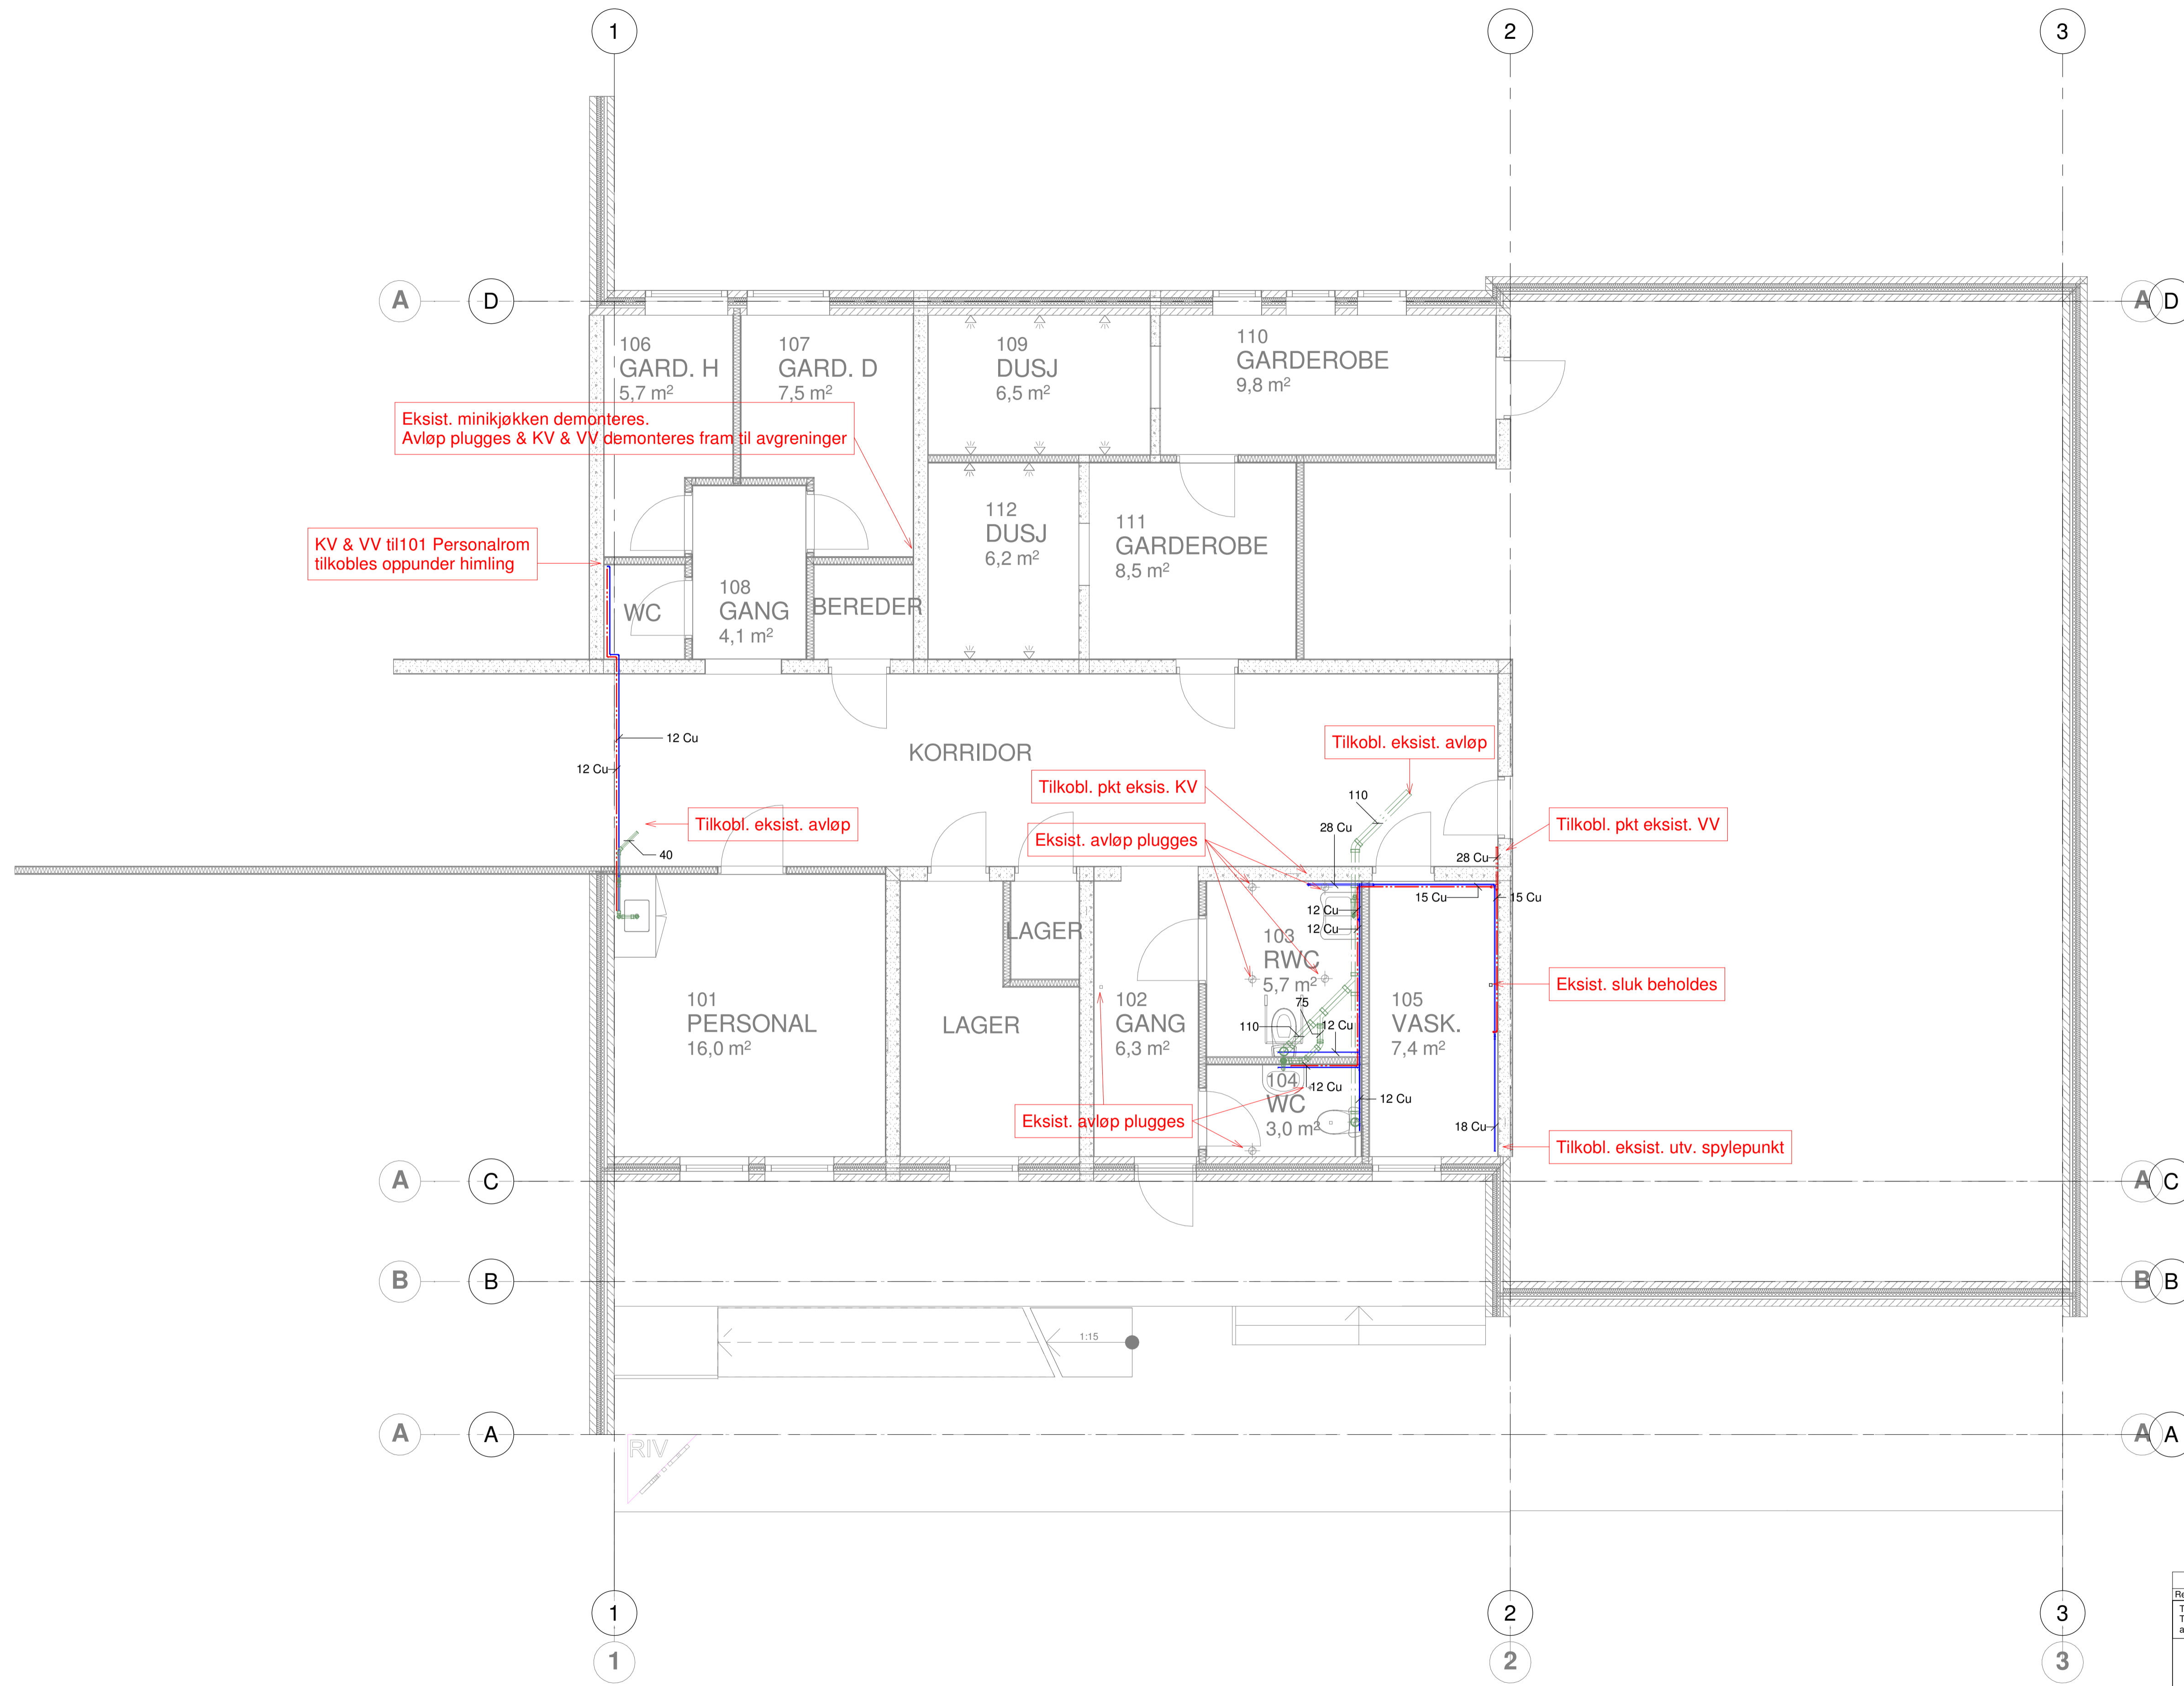 1
2
3
A
D
A
D
106
GARD. H
5,7 m²
107
GARD. D
7,5 m²
109
DUSJ
6,5 m²
110
GARDEROBE
9,8 m²
Eksist. minikjøkken demonteres.
Avløp plugges & KV & VV demonteres fram til avgreninger
112
DUSJ
6,2 m²
111
GARDEROBE
8,5 m²
KV & VV til101 Personalrom
tilkobles oppunder himling
WC
108
GANG
4,1 m²
BEREDER
12 Cu
12 Cu
KORRIDOR
Tilkobl. eksist. avløp
Tilkobl. pkt eksis. KV
110
Tilkobl. eksist. avløp
40
Eksist. avløp plugges
28 Cu
28 Cu
Tilkobl. pkt eksist. VV
15 Cu
15 Cu
12 Cu
12 Cu
LAGER
103
RWC
5,7 m²
Eksist. sluk beholdes
101
PERSONAL
16,0 m²
LAGER
102
GANG
6,3 m²
75
110
12 Cu
105
VASK.
7,4 m²
104
WC
3,0 m²
12 Cu
12 Cu
Eksist. avløp plugges
18 Cu
Tilkobl. eksist. utv. spylepunkt
A
C
A
C
B
B
B
B
1:15
A
A
A
A
RIV
1
2
3
1
2
3
Re
T
T
a